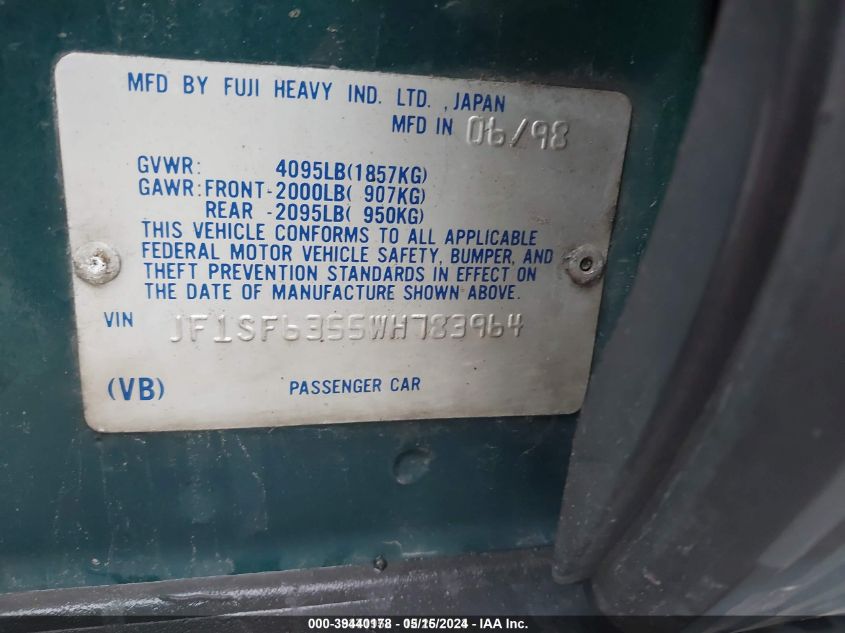 MFD BY FUJI HEAVY IND. LTD. , JAPAN
MFD IN 06/98
GVWR: 4095LB(1857KG)
GAWR:FRONT-2000LB( 907KG)
REAR -2095LB( 950KG)
THIS VEHICLE CONFORMS TO ALL APPLICABLE
FEDERAL MOTOR VEHICLE SAFETY, BUMPER, AND
THEFT PREVENTION STANDARDS IN EFFECT ON
THE DATE OF MANUFACTURE SHOWN ABOVE.
VIN JF1SF6355WH783964
(VB) PASSENGER CAR
000-39440178 - 05/15/2024 - IAA Inc.